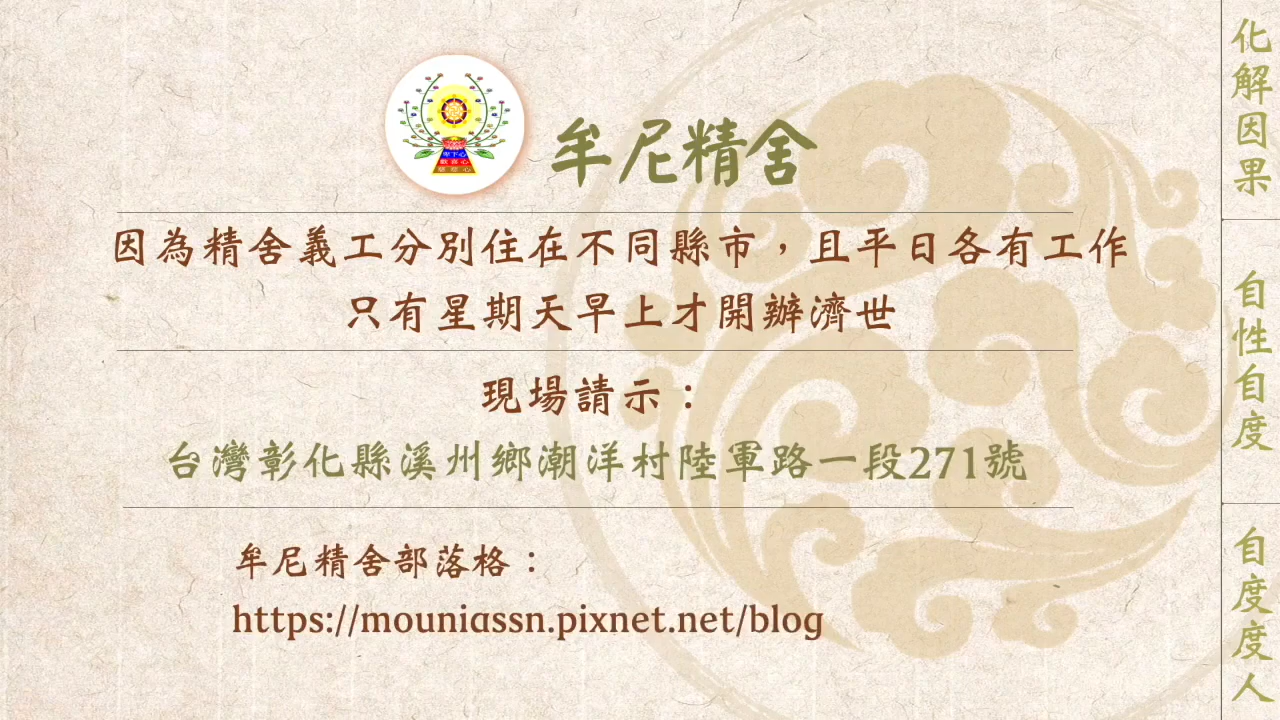 牟尼精舍
因為精舍義工分別住在不同縣市，且平日各有工作
只有星期天早上才開辦濟世
現場請示：
台灣彰化縣溪州鄉潮洋村陸軍路一段271號
牟尼精舍部落格：
https://mouniassn.pixnet.net/blog
化解因果
自性自度
自度度人